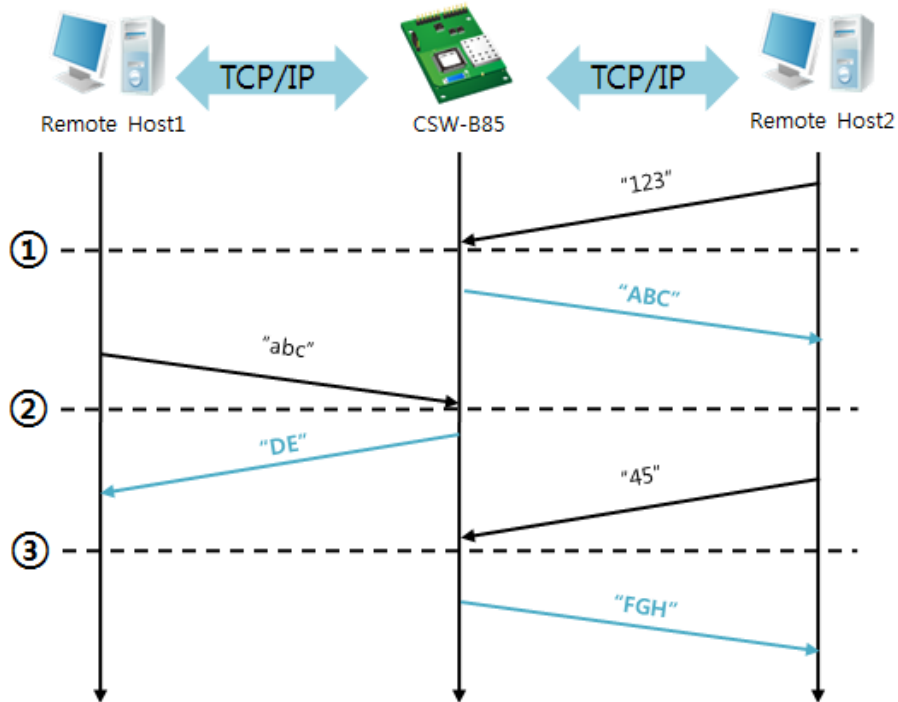 TCP/IP
TCP/IP
Remote Host1
CSW-B85
Remote Host2
"123"
①
"ABC"
"abc"
②
"DE"
"45"
③
"FGH"